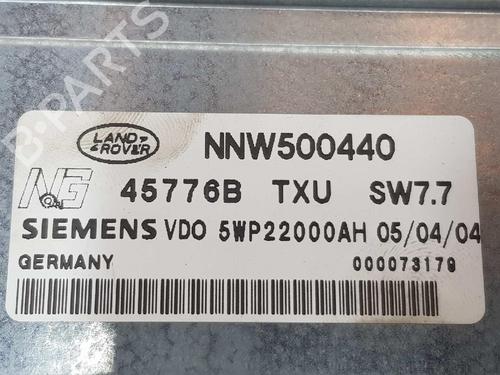 B-PARTS
LAND ROVER
NNW500440
NG
45776B TXU SW7.7
SIEMENS VDO 5WP22000AH 05/04/04
GERMANY
000073179